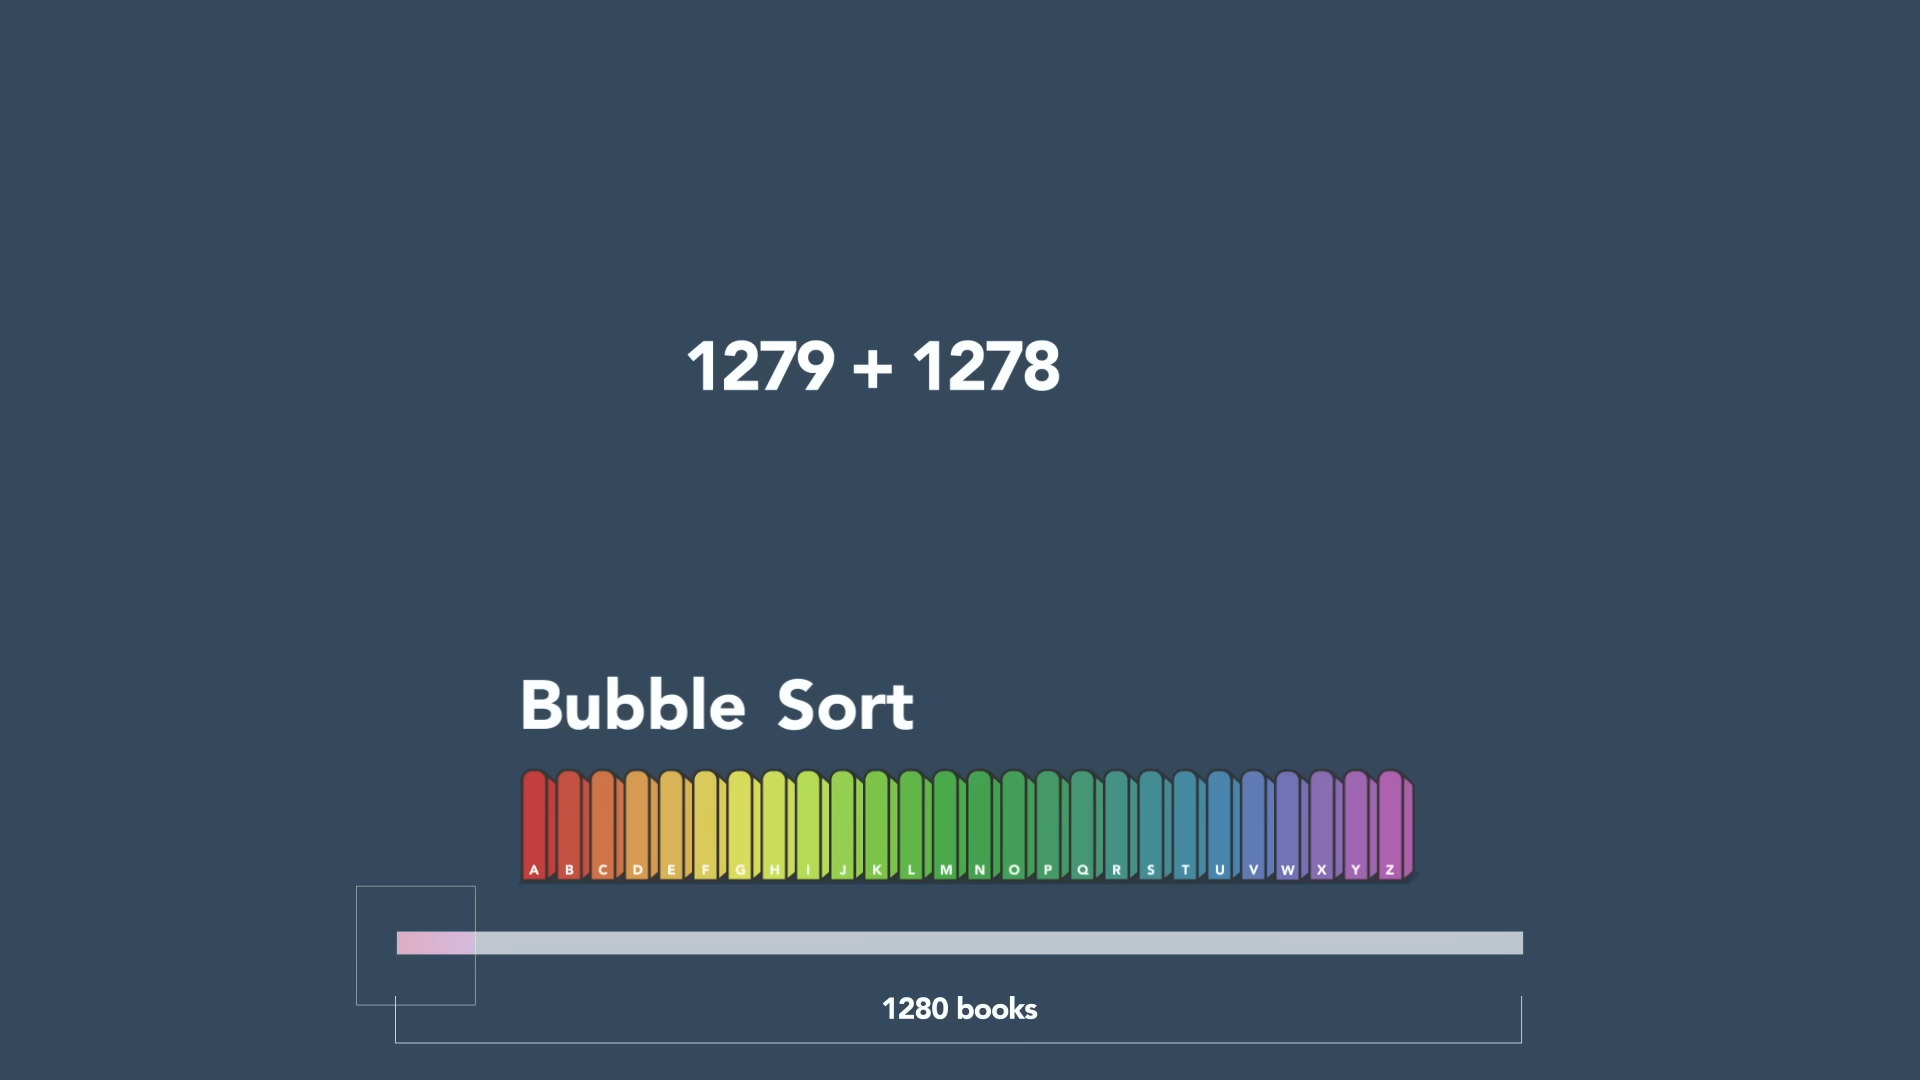 1279 + 1278
Bubble Sort
A B C D E F G H I J K L M N O P Q R S T U V W X Y Z
1280 books